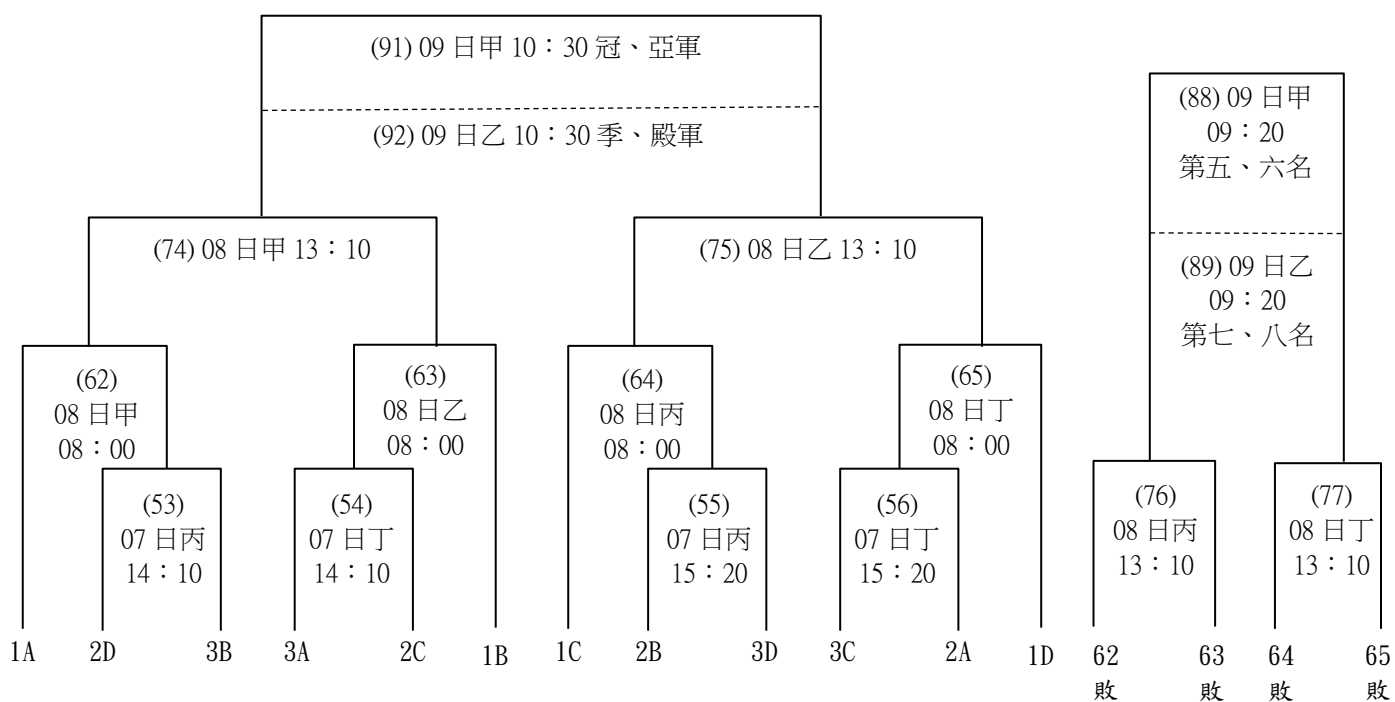 (91) 09 日甲 10：30 冠、亞軍
(92) 09 日乙 10：30 季、殿軍
(88) 09 日甲
09：20
第五、六名
(89) 09 日乙
09：20
第七、八名
(74) 08 日甲 13：10
(75) 08 日乙 13：10
(62)
08 日甲
08：00
(63)
08 日乙
08：00
(64)
08 日丙
08：00
(65)
08 日丁
08：00
(53)
07 日丙
14：10
(54)
07 日丁
14：10
(55)
07 日丙
15：20
(56)
07 日丁
15：20
(76)
08 日丙
13：10
(77)
08 日丁
13：10
1A
2D
3B
3A
2C
1B
1C
2B
3D
3C
2A
1D
62
敗
63
敗
64
敗
65
敗